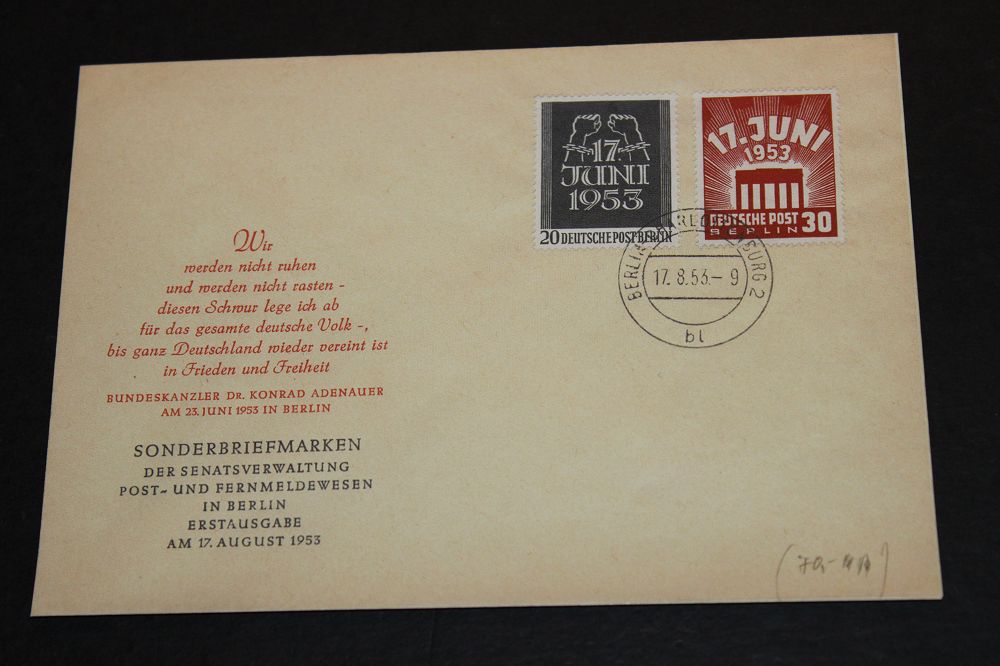 17.
JUNI
1953
20 DEUTSCHE POST BERLIN
17. JUNI
1953
DEUTSCHE POST
BERLIN 30
BERLIN
BURG 2
17. 8. 53. - 9
bl
Wir
werden nicht ruhen
und werden nicht rasten -
diesen Schwur lege ich ab
für das gesamte deutsche Volk -,
bis ganz Deutschland wieder vereint ist
in Frieden und Freiheit
BUNDESKANZLER DR. KONRAD ADENAUER
AM 23. JUNI 1953 IN BERLIN
SONDERBRIEFMARKEN
DER SENATSVERWALTUNG
POST- UND FERNMELDEWESEN
IN BERLIN
ERSTAUSGABE
AM 17. AUGUST 1953